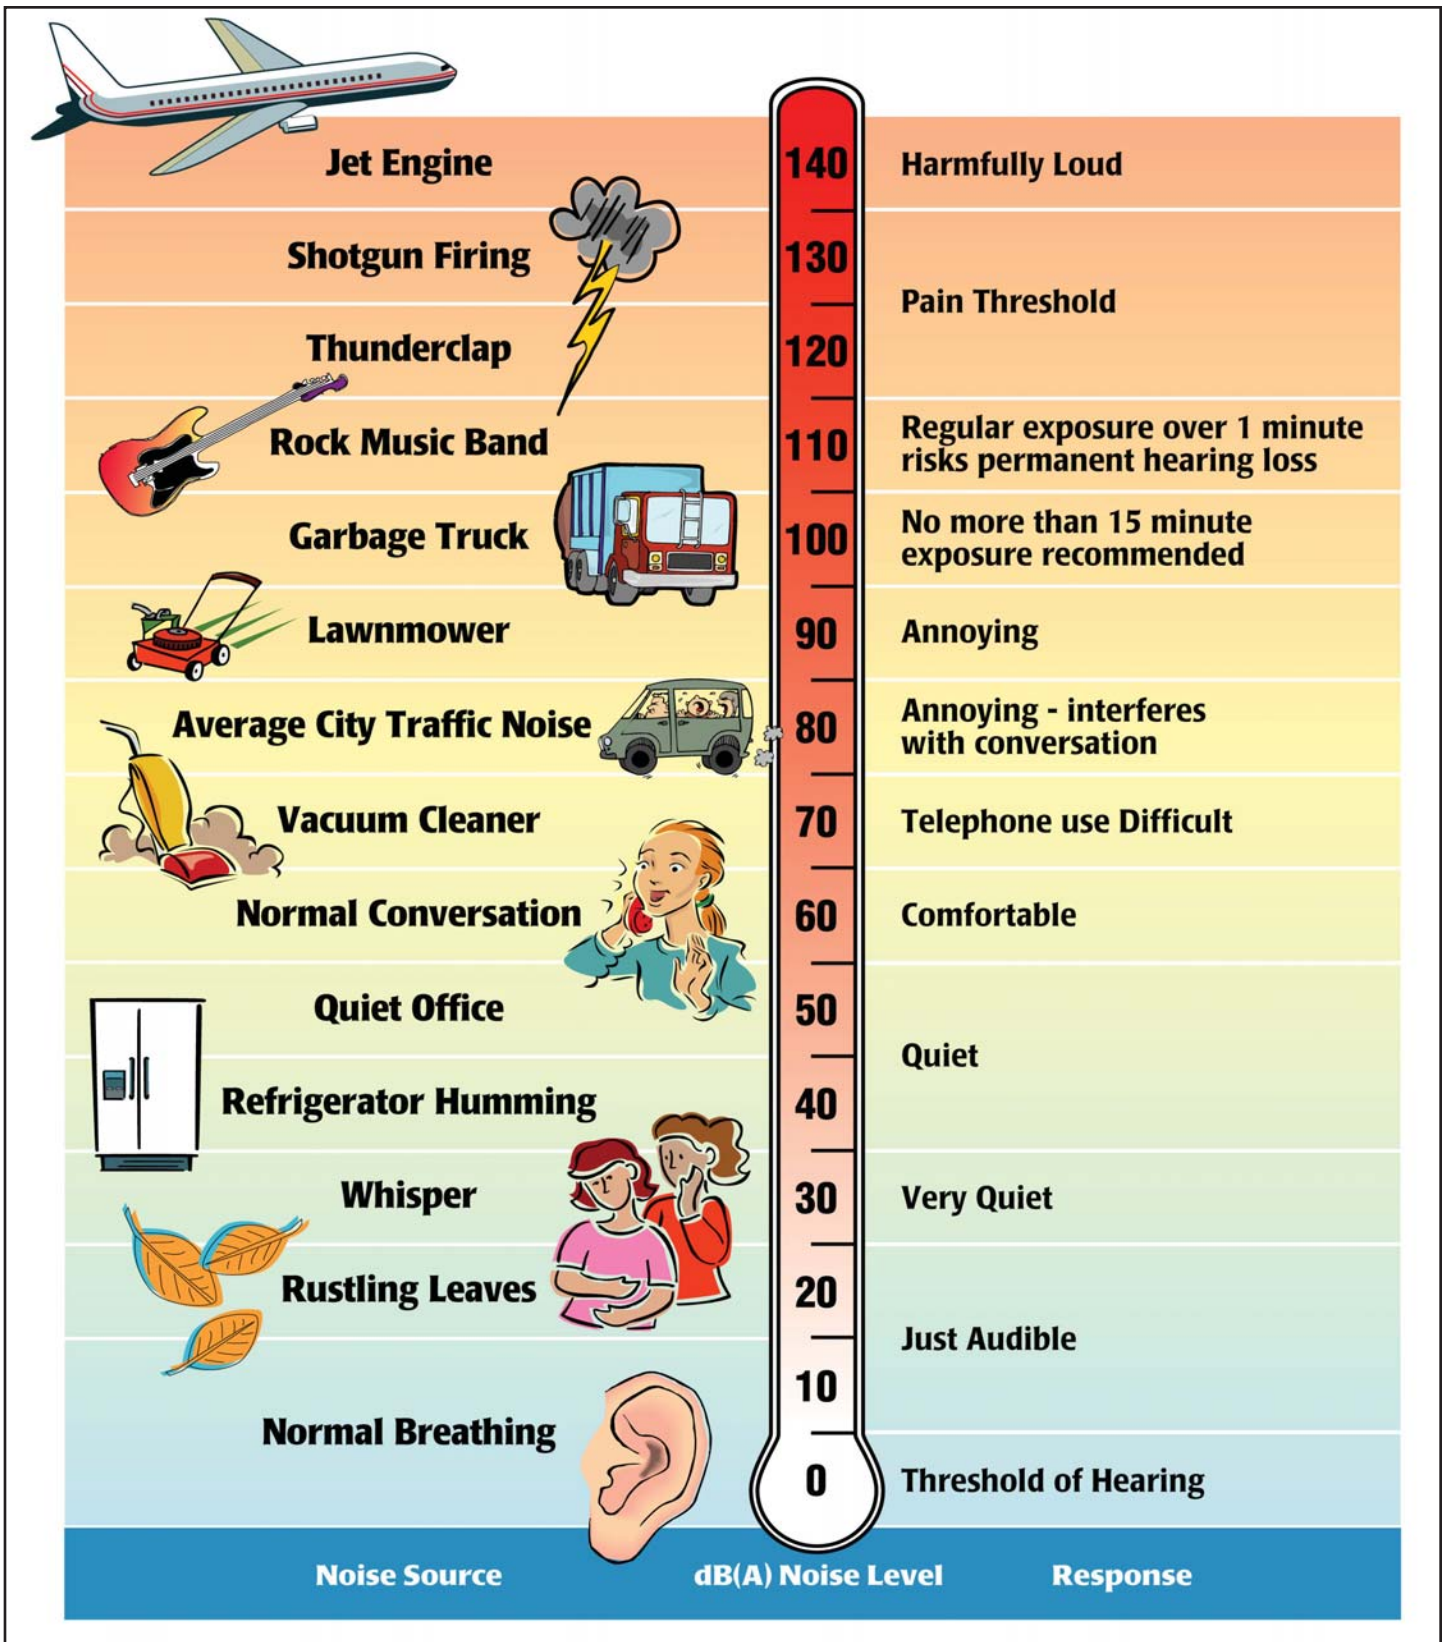 Jet Engine 140 Harmfully Loud
Shotgun Firing 130
Pain Threshold
Thunderclap 120
Rock Music Band 110 Regular exposure over 1 minute
risks permanent hearing loss
Garbage Truck 100 No more than 15 minute
exposure recommended
Lawnmower 90 Annoying
Average City Traffic Noise 80 Annoying - interferes
with conversation
Vacuum Cleaner 70 Telephone use Difficult
Normal Conversation 60 Comfortable
Quiet Office 50
Quiet
Refrigerator Humming 40
Whisper 30 Very Quiet
Rustling Leaves 20
Just Audible
10
Normal Breathing
0 Threshold of Hearing
Noise Source dB(A) Noise Level Response